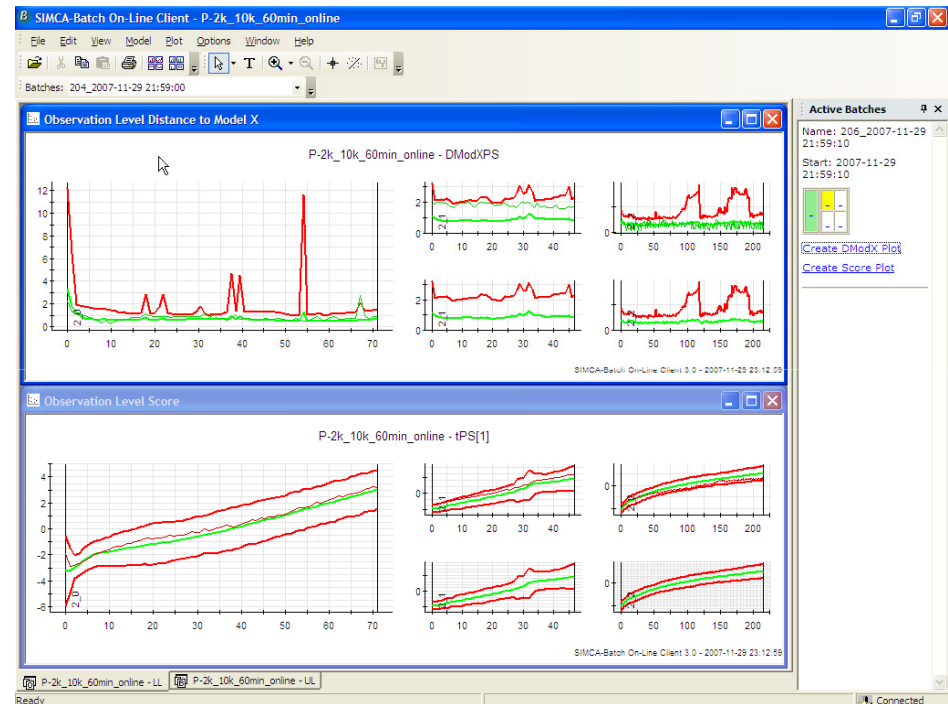 SIMCA-Batch On-Line Client - P-2k_10k_60min_online
File Edit View Model Plot Options Window Help
Batches: 204_2007-11-29 21:59:00
Observation Level Distance to Model X
P-2k_10k_60min_online - DModXPS
12
10
8
6
4
2
0
2_0
0 10 20 30 40 50 60 70
2
2_1
0 10 20 30 40
0
0 50 100 150 200
2
2_1
0 10 20 30 40
0
0 50 100 150 200
SIMCA-Batch On-Line Client 3.0 - 2007-11-29 23:12:59
Observation Level Score
P-2k_10k_60min_online - tPS[1]
4
2
0
-2
-4
-6
2_0
0 10 20 30 40 50 60 70
0
2_1
0 10 20 30 40
0
0 50 100 150 200
0
2_1
0 10 20 30 40
0
0 50 100 150 200
SIMCA-Batch On-Line Client 3.0 - 2007-11-29 23:12:59
Active Batches
Name: 206_2007-11-29
21:59:10
Start: 2007-11-29
21:59:10
Create DModX Plot
Create Score Plot
P-2k_10k_60min_online - LL P-2k_10k_60min_online - UL
Ready Connected